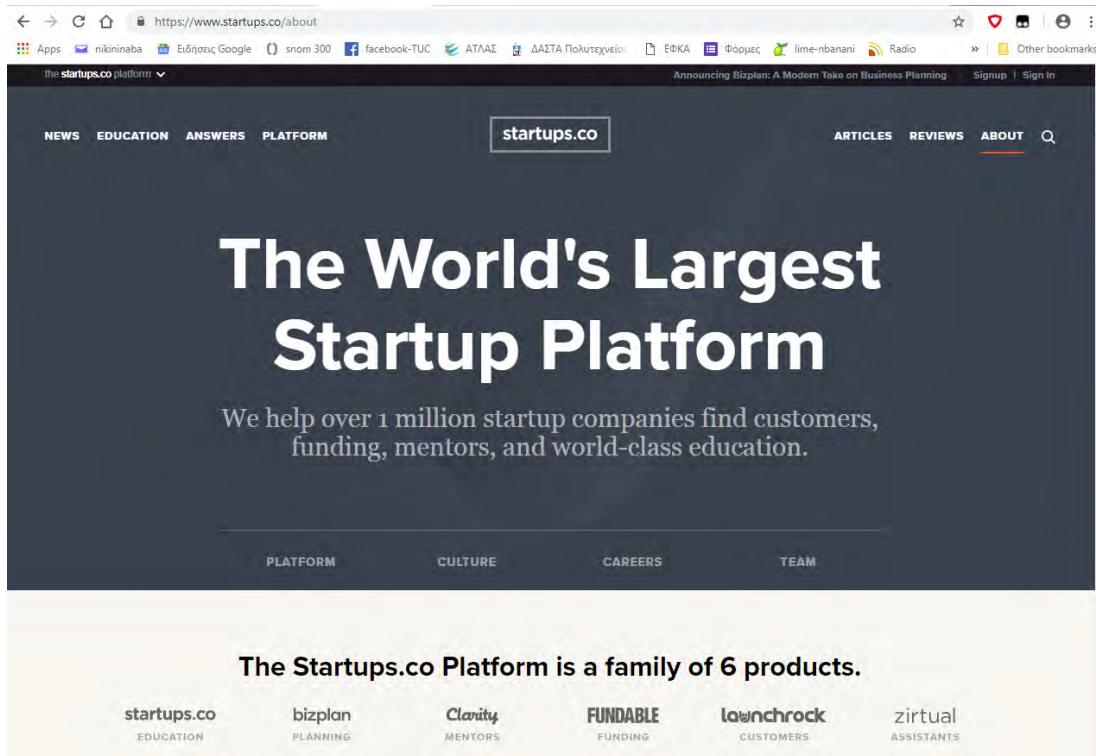 https://www.startups.co/about
Apps nikininaba Ειδήσεις Google snom 300 facebook-TUC ΑΤΛΑΣ ΔΑΣΤΑ Πολυτεχνείο ΕΦΚΑ Φόρμες lime-nbanani Radio » Other bookmarks
the startups.co platform Announcing Bizplan: A Modern Take on Business Planning Signup | Sign In
NEWS EDUCATION ANSWERS PLATFORM startups.co ARTICLES REVIEWS ABOUT
The World's Largest
Startup Platform
We help over 1 million startup companies find customers,
funding, mentors, and world-class education.
PLATFORM CULTURE CAREERS TEAM
The Startups.co Platform is a family of 6 products.
startups.co bizplan Clarity FUNDABLE launchrock zirtual
EDUCATION PLANNING MENTORS FUNDING CUSTOMERS ASSISTANTS